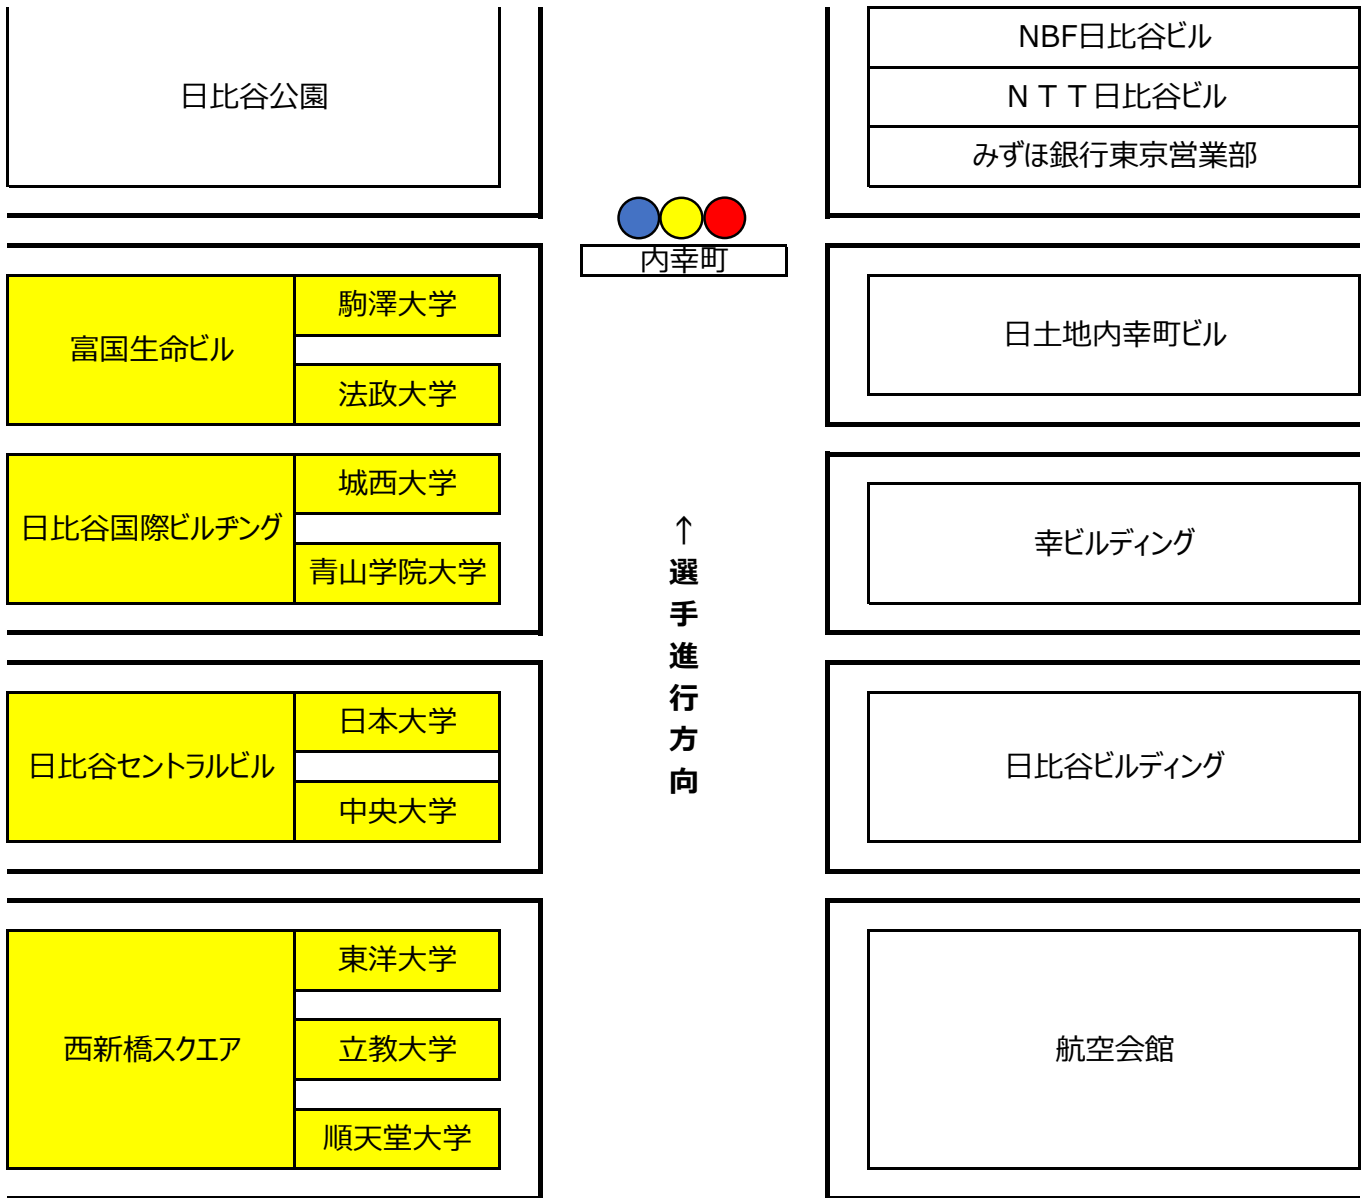 日比谷公園
NBF日比谷ビル
ＮＴＴ日比谷ビル
みずほ銀行東京営業部
内幸町
富国生命ビル
駒澤大学
法政大学
日土地内幸町ビル
日比谷国際ビルヂング
城西大学
青山学院大学
幸ビルディング
↑選手進行方向
日比谷セントラルビル
日本大学
中央大学
日比谷ビルディング
西新橋スクエア
東洋大学
立教大学
順天堂大学
航空会館